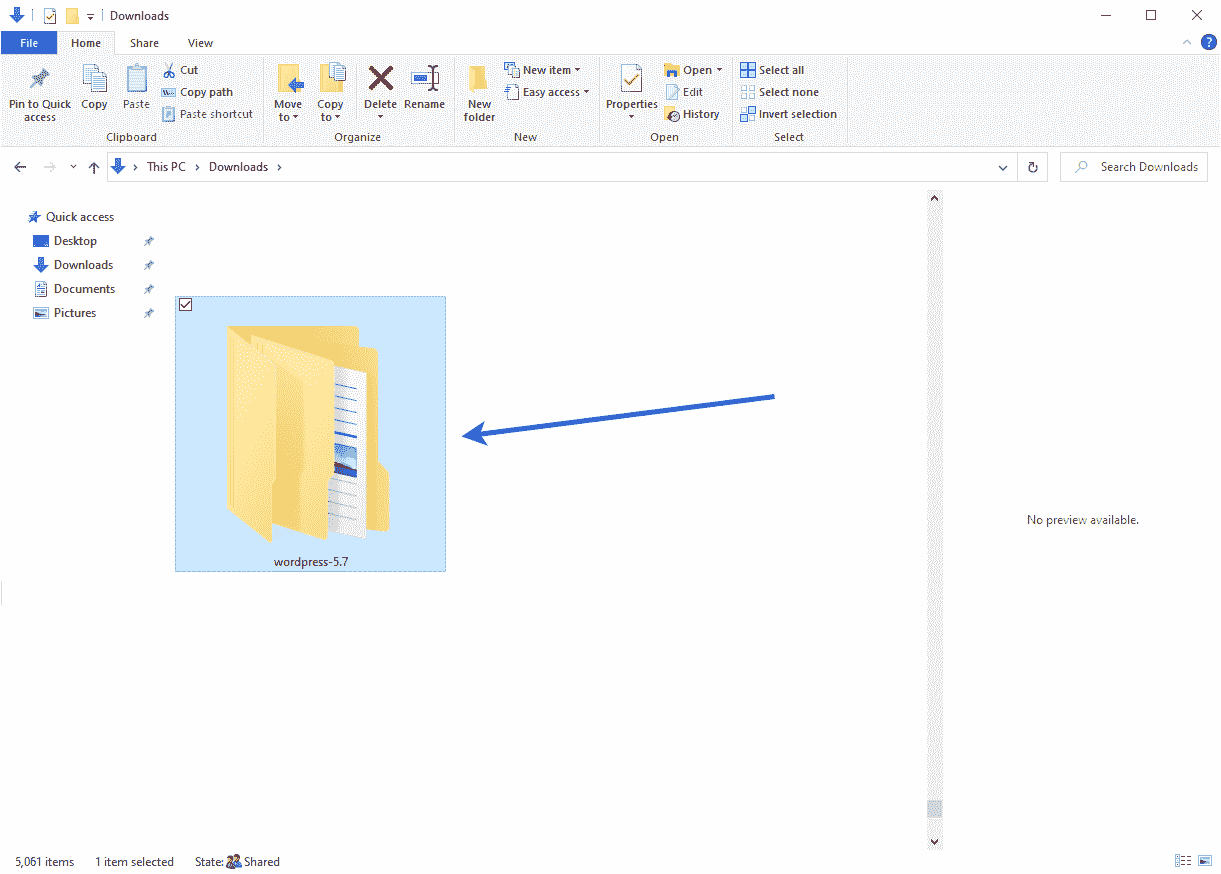 Downloads
File Home Share View
Pin to Quick access
Copy
Paste
Cut
Copy path
Paste shortcut
Clipboard
Move to
Copy to
Delete
Rename
Organize
New folder
New item
Easy access
New
Properties
Open
Edit
History
Open
Select all
Select none
Invert selection
Select
This PC Downloads
Search Downloads
Quick access
Desktop
Downloads
Documents
Pictures
wordpress-5.7
No preview available.
5,061 items 1 item selected State: Shared